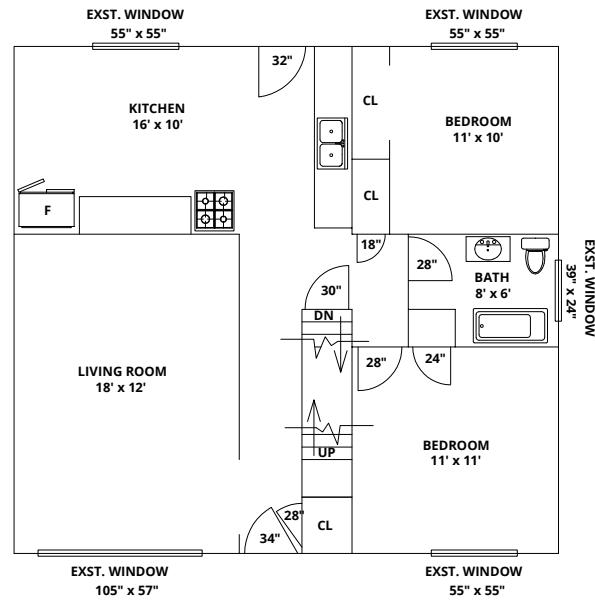 EXST. WINDOW
55" x 55"
EXST. WINDOW
55" x 55"
32"
KITCHEN
16' x 10'
CL
BEDROOM
11' x 10'
CL
F
18"
28"
BATH
8' x 6'
EXST. WINDOW
39" x 24"
30"
DN
LIVING ROOM
18' x 12'
28"
24"
UP
BEDROOM
11' x 11'
28"
34"
CL
EXST. WINDOW
105" x 57"
EXST. WINDOW
55" x 55"